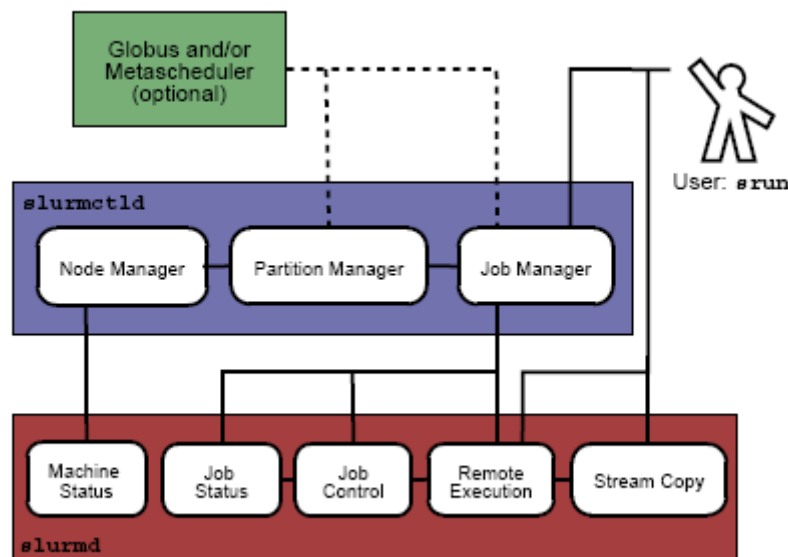 Globus and/or
Metascheduler
(optional)
User: srun
slurmctld
Node Manager
Partition Manager
Job Manager
Machine
Status
Job
Status
Job
Control
Remote
Execution
Stream Copy
slurmd